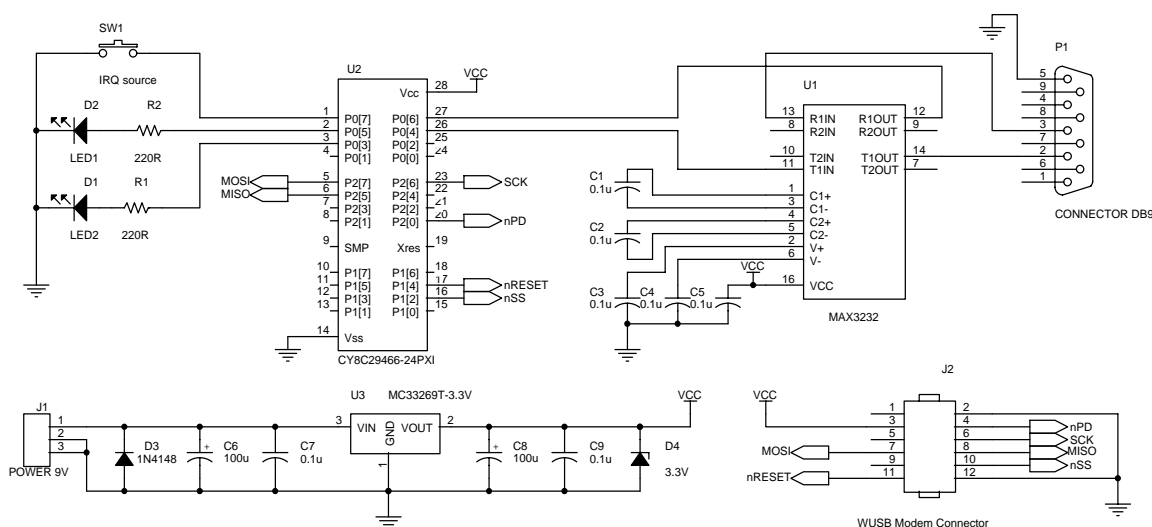 SW1
IRQ source
D2
R2
LED1
220R
D1
R1
LED2
220R
U2
VCC
Vcc
28
1
P0[7]
P0[6]
27
2
P0[5]
P0[4]
26
3
P0[3]
P0[2]
25
4
P0[1]
P0[0]
24
MOSI
5
P2[7]
P2[6]
23
SCK
MISO
6
P2[5]
P2[4]
22
7
P2[3]
P2[2]
21
8
P2[1]
P2[0]
20
nPD
9
SMP
Xres
19
10
P1[7]
P1[6]
18
11
P1[5]
P1[4]
17
nRESET
12
P1[3]
P1[2]
16
nSS
13
P1[1]
P1[0]
15
14
Vss
CY8C29466-24PXI
U1
13
R1IN
R1OUT
12
8
R2IN
R2OUT
9
10
T2IN
T1OUT
14
11
T1IN
T2OUT
7
1
C1+
3
C1-
4
C2+
5
C2-
2
V+
6
V-
16
VCC
MAX3232
C1
0.1u
C2
0.1u
VCC
C3
0.1u
C4
0.1u
C5
0.1u
P1
5
9
4
8
3
7
2
6
1
CONNECTOR DB9
J1
1
2
3
POWER 9V
D3
1N4148
C6
100u
+
C7
0.1u
U3
MC33269T-3.3V
3
VIN
VOUT
2
GND
1
C8
100u
+
C9
0.1u
D4
3.3V
VCC
VCC
J2
1
2
3
4
nPD
5
6
SCK
MOSI
7
8
MISO
9
10
nSS
nRESET
11
12
WUSB Modem Connector